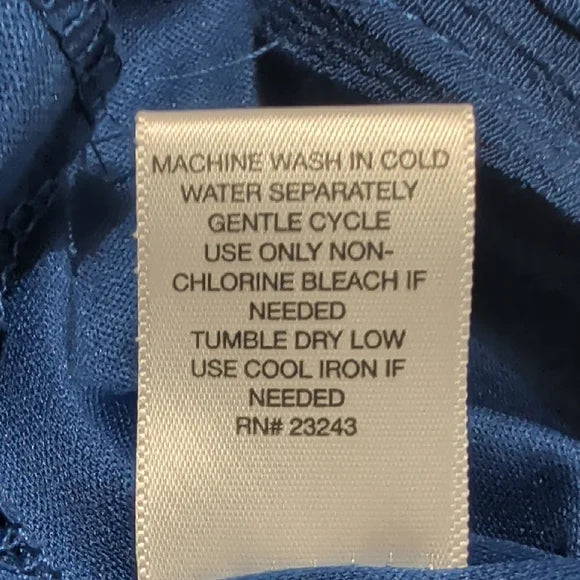 MACHINE WASH IN COLD
WATER SEPARATELY
GENTLE CYCLE
USE ONLY NON-
CHLORINE BLEACH IF
NEEDED
TUMBLE DRY LOW
USE COOL IRON IF
NEEDED
RN# 23243